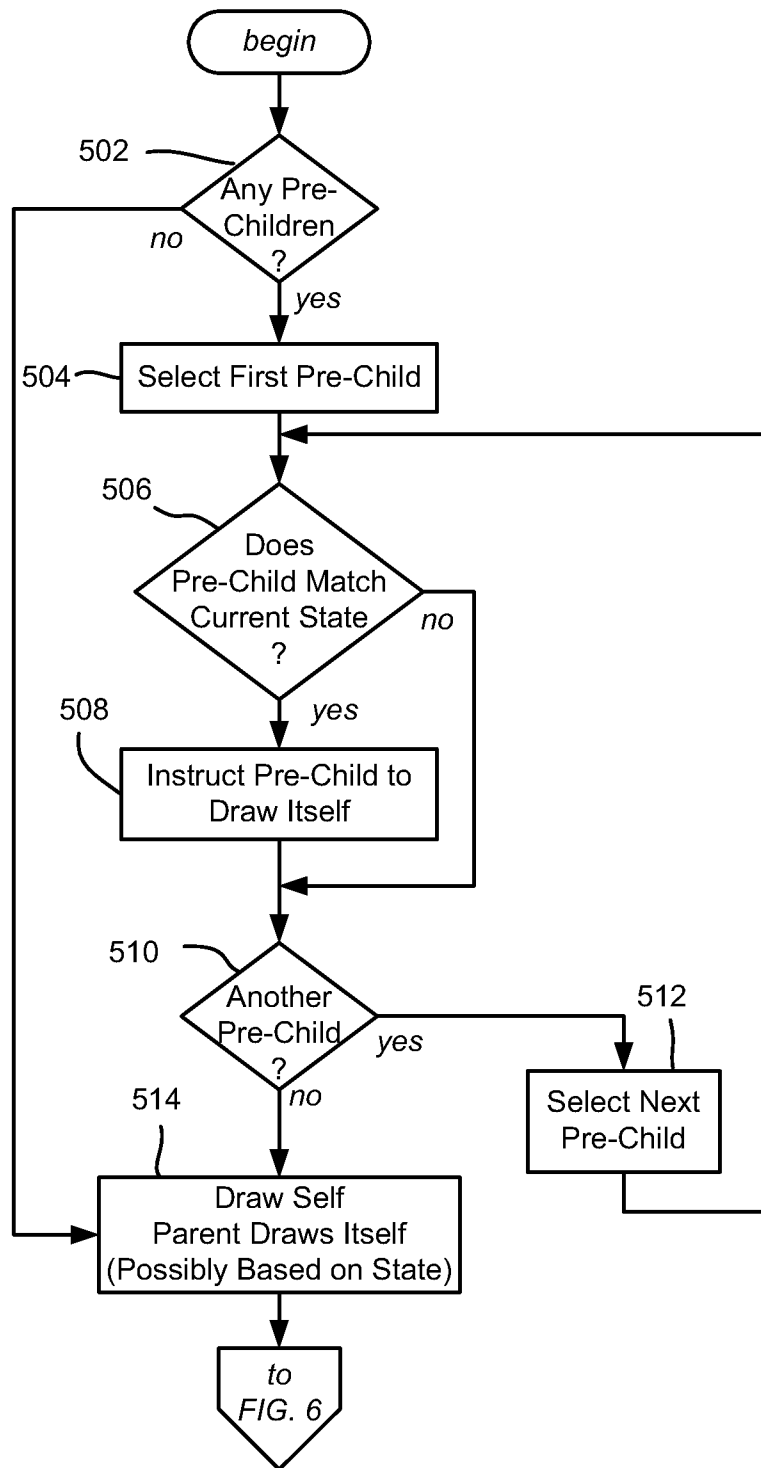 begin
502
Any Pre-
Children
?
no
yes
504
Select First Pre-Child
506
Does
Pre-Child Match
Current State
?
no
yes
508
Instruct Pre-Child to
Draw Itself
510
Another
Pre-Child
?
yes
no
512
Select Next
Pre-Child
514
Draw Self
Parent Draws Itself
(Possibly Based on State)
to
FIG. 6